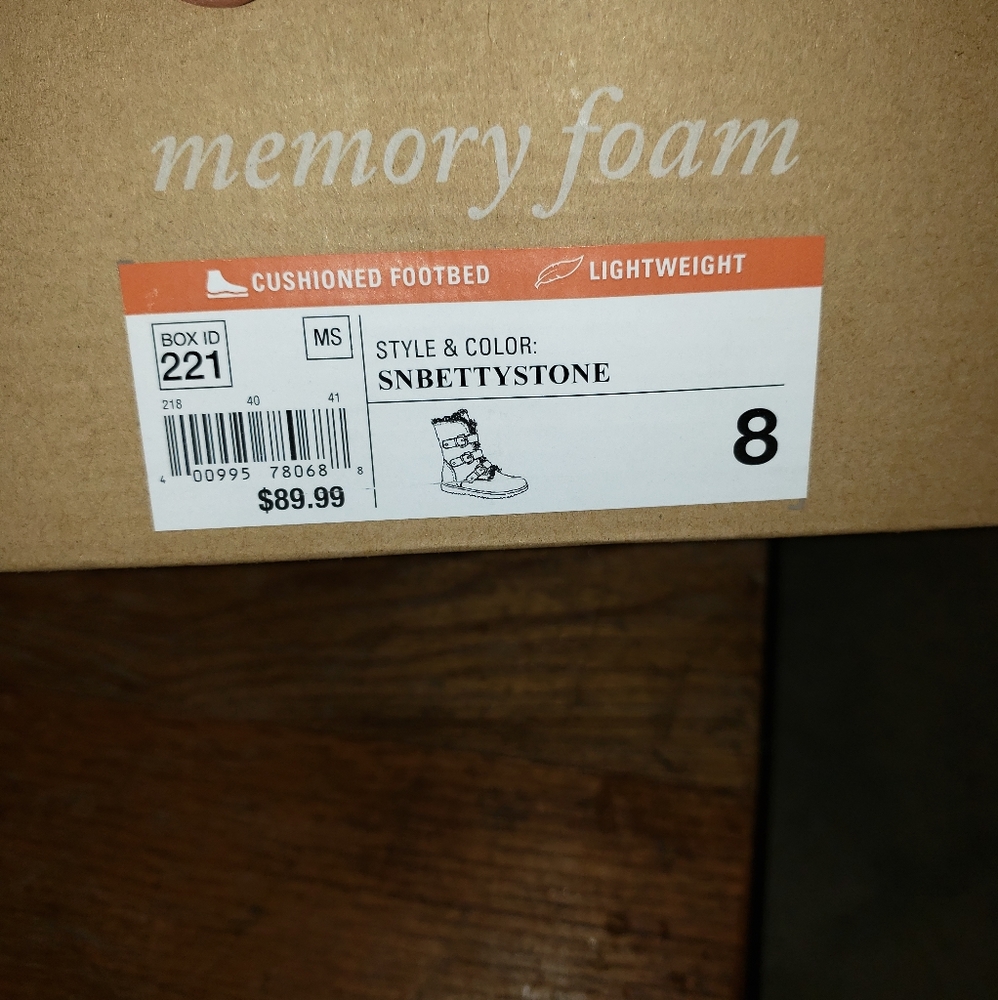 memory foam
CUSHIONED FOOTBED LIGHTWEIGHT
BOX ID
221
MS
218 40 41
4 00995 78068 8
$89.99
STYLE & COLOR:
SNBETTYSTONE
8